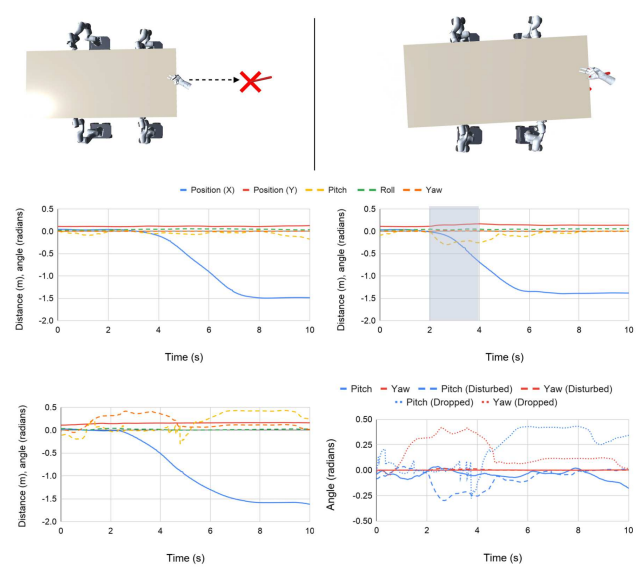 Position (X) Position (Y) Pitch Roll Yaw
Distance (m), angle (radians)
0.5
0.0
-0.5
-1.0
-1.5
-2.0
0 2 4 6 8 10
Time (s)
Distance (m), angle (radians)
0.5
0.0
-0.5
-1.0
-1.5
-2.0
0 2 4 6 8 10
Time (s)
Distance (m), angle (radians)
0.5
0.0
-0.5
-1.0
-1.5
-2.0
0 2 4 6 8 10
Time (s)
Pitch Yaw Pitch (Disturbed) Yaw (Disturbed)
Pitch (Dropped) Yaw (Dropped)
Angle (radians)
0.50
0.25
0.00
-0.25
-0.50
0 2 4 6 8 10
Time (s)